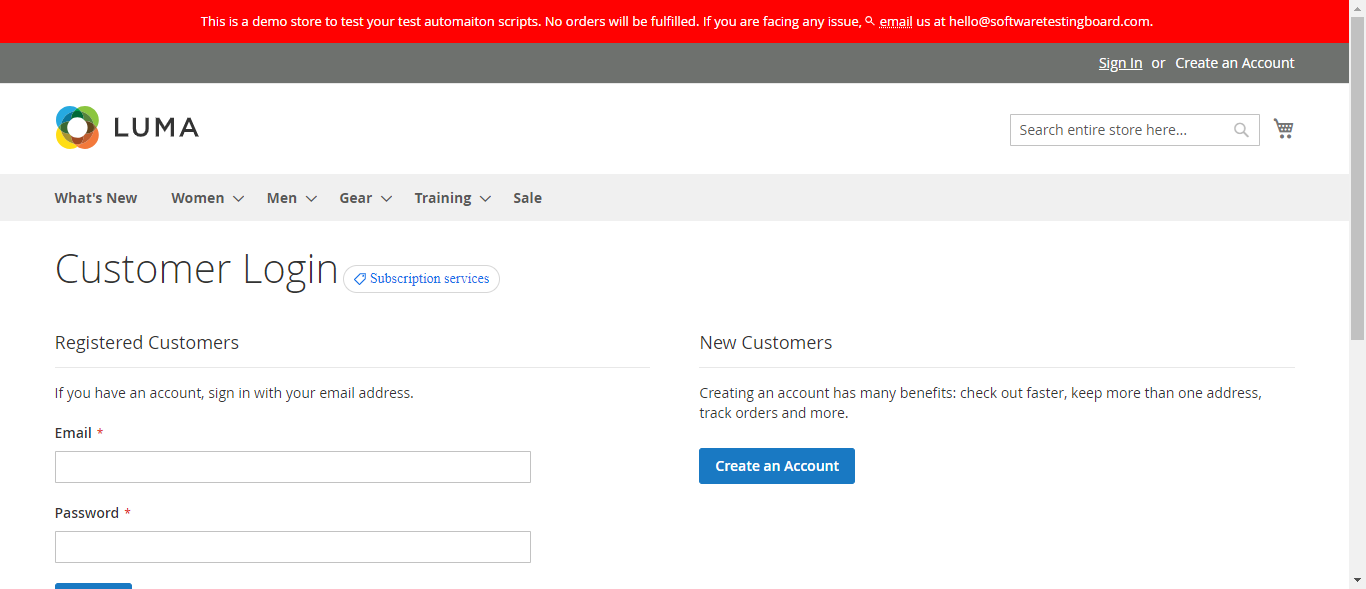 This is a demo store to test your test automaiton scripts. No orders will be fulfilled. If you are facing any issue, email us at hello@softwaretestingboard.com.
Sign In or Create an Account
LUMA
Search entire store here...
What's New Women Men Gear Training Sale
Customer Login Subscription services
Registered Customers
If you have an account, sign in with your email address.
Email *
Password *
New Customers
Creating an account has many benefits: check out faster, keep more than one address,
track orders and more.
Create an Account